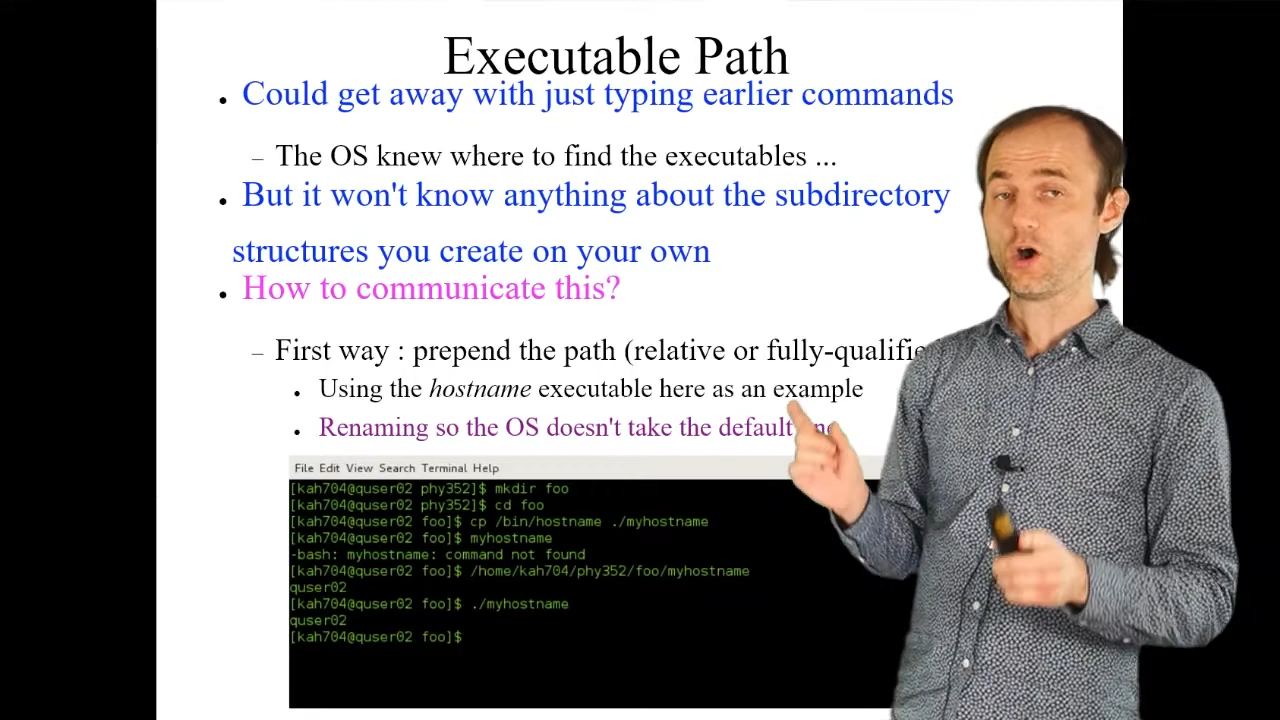 Executable Path
Could get away with just typing earlier commands
– The OS knew where to find the executables ...
But it won't know anything about the subdirectory
structures you create on your own
How to communicate this?
– First way : prepend the path (relative or
Using the hostname executable here as an example
Renaming so the OS doesn't take the default
File Edit View Search Terminal Help
[kah704@quser02 phy352]$ mkdir foo
[kah704@quser02 phy352]$ cd foo
[kah704@quser02 foo]$ cp /bin/hostname ./myhostname
[kah704@quser02 foo]$ myhostname
-bash: myhostname: command not found
[kah704@quser02 foo]$ /home/kah704/phy352/foo/myhostname
quser02
[kah704@quser02 foo]$ ./myhostname
quser02
[kah704@quser02 foo]$